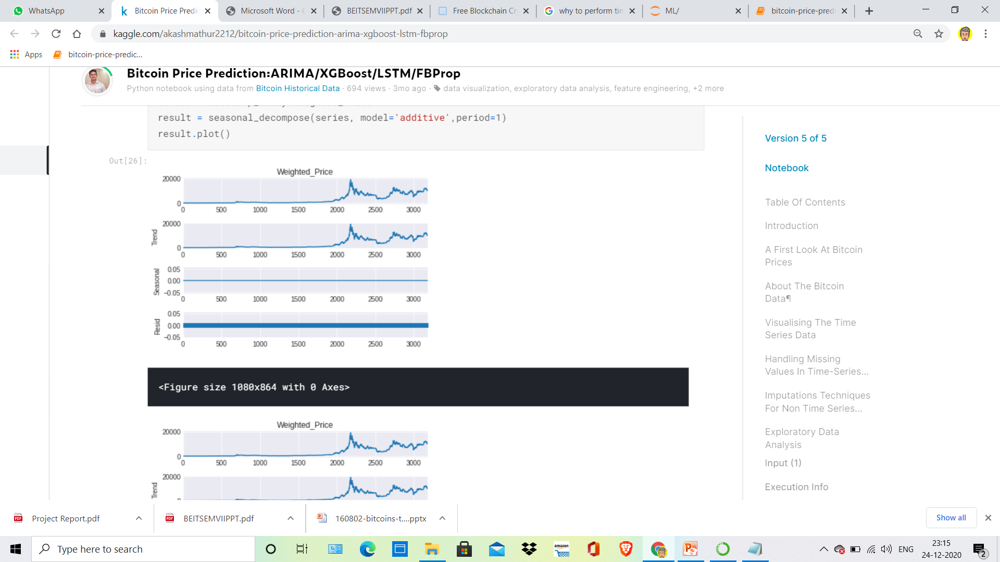 WhatsApp
Bitcoin Price Predic
Microsoft Word - C
BEITSEMVIIPPT.pdf
Free Blockchain Cr
why to perform tim
ML/
bitcoin-price-pred
kaggle.com/akashmathur2212/bitcoin-price-prediction-arima-xgboost-lstm-fbprop
Apps
bitcoin-price-predic...
Bitcoin Price Prediction:ARIMA/XGBoost/LSTM/FBProp
Python notebook using data from Bitcoin Historical Data · 694 views · 3mo ago · data visualization, exploratory data analysis, feature engineering, +2 more
result = seasonal_decompose(series, model='additive',period=1)
result.plot()
Out[26]:
Weighted_Price
20000
0
0 500 1000 1500 2000 2500 3000
Trend
20000
0
0 500 1000 1500 2000 2500 3000
Seasonal
0.05
0.00
−0.05
0 500 1000 1500 2000 2500 3000
Resid
0.05
0.00
−0.05
0 500 1000 1500 2000 2500 3000
<Figure size 1080x864 with 0 Axes>
Weighted_Price
20000
0
0 500 1000 1500 2000 2500 3000
Trend
20000
Version 5 of 5
Notebook
Table Of Contents
Introduction
A First Look At Bitcoin
Prices
About The Bitcoin
Data¶
Visualising The Time
Series Data
Handling Missing
Values In Time-Series...
Imputations Techniques
For Non Time Series...
Exploratory Data
Analysis
Input (1)
Execution Info
Project Report.pdf
BEITSEMVIIPPT.pdf
160802-bitcoins-t....pptx
Show all
Type here to search
amazon
ENG
23:15
24-12-2020
2